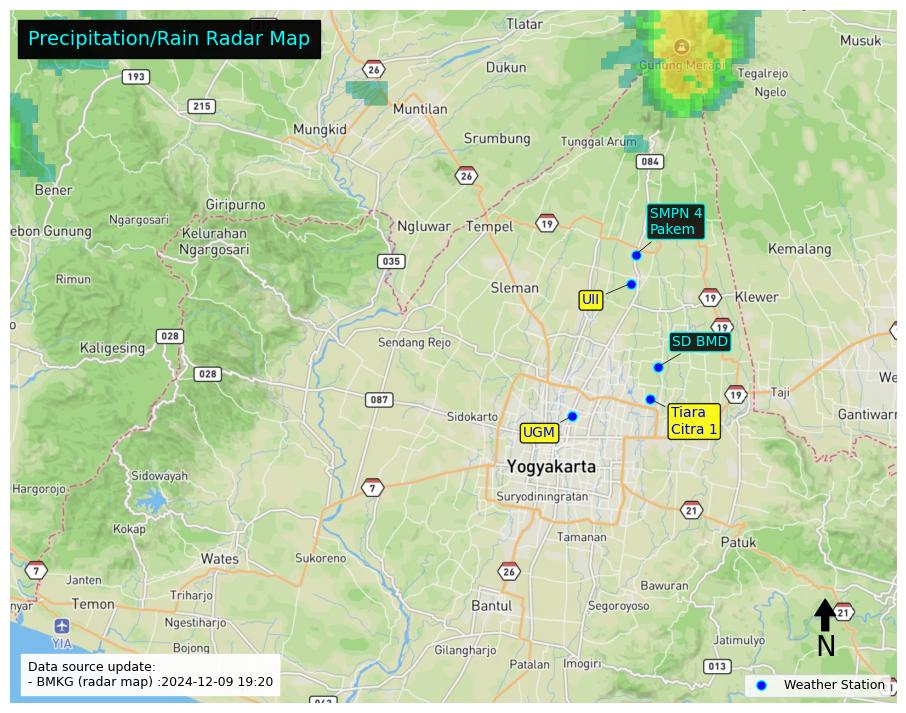 Precipitation/Rain Radar Map
Tlatar
Musuk
26
193
Dukun
Gunung Merapi
Tegalrejo
Ngelo
215
Muntilan
Mungkid
Srumbung
Tunggal Arum
084
26
Bener
Giripurno
Ngargosari
ebon Gunung
Kelurahan
Ngargosari
Ngluwar
Tempel
19
SMPN 4
Pakem
Kemalang
035
Rimun
Sleman
UII
19
Klewer
19
028
Kaligesing
Sendang Rejo
SD BMD
028
We
087
19
Taji
Sidokarto
Tiara
Citra 1
Gantiwarn
UGM
Yogyakarta
Sidowayah
Hargorojo
7
Suryodiningratan
21
Kokap
Tamanan
Patuk
Wates
Sukoreno
7
Janten
26
Bawuran
Triharjo
nyar
Temon
Bantul
Segoroyoso
21
YIA
Ngestiharjo
Bojong
Gilangharjo
Jatimulyo
N
Patalan
Imogiri
013
Data source update:
- BMKG (radar map) :2024-12-09 19:20
Weather Station